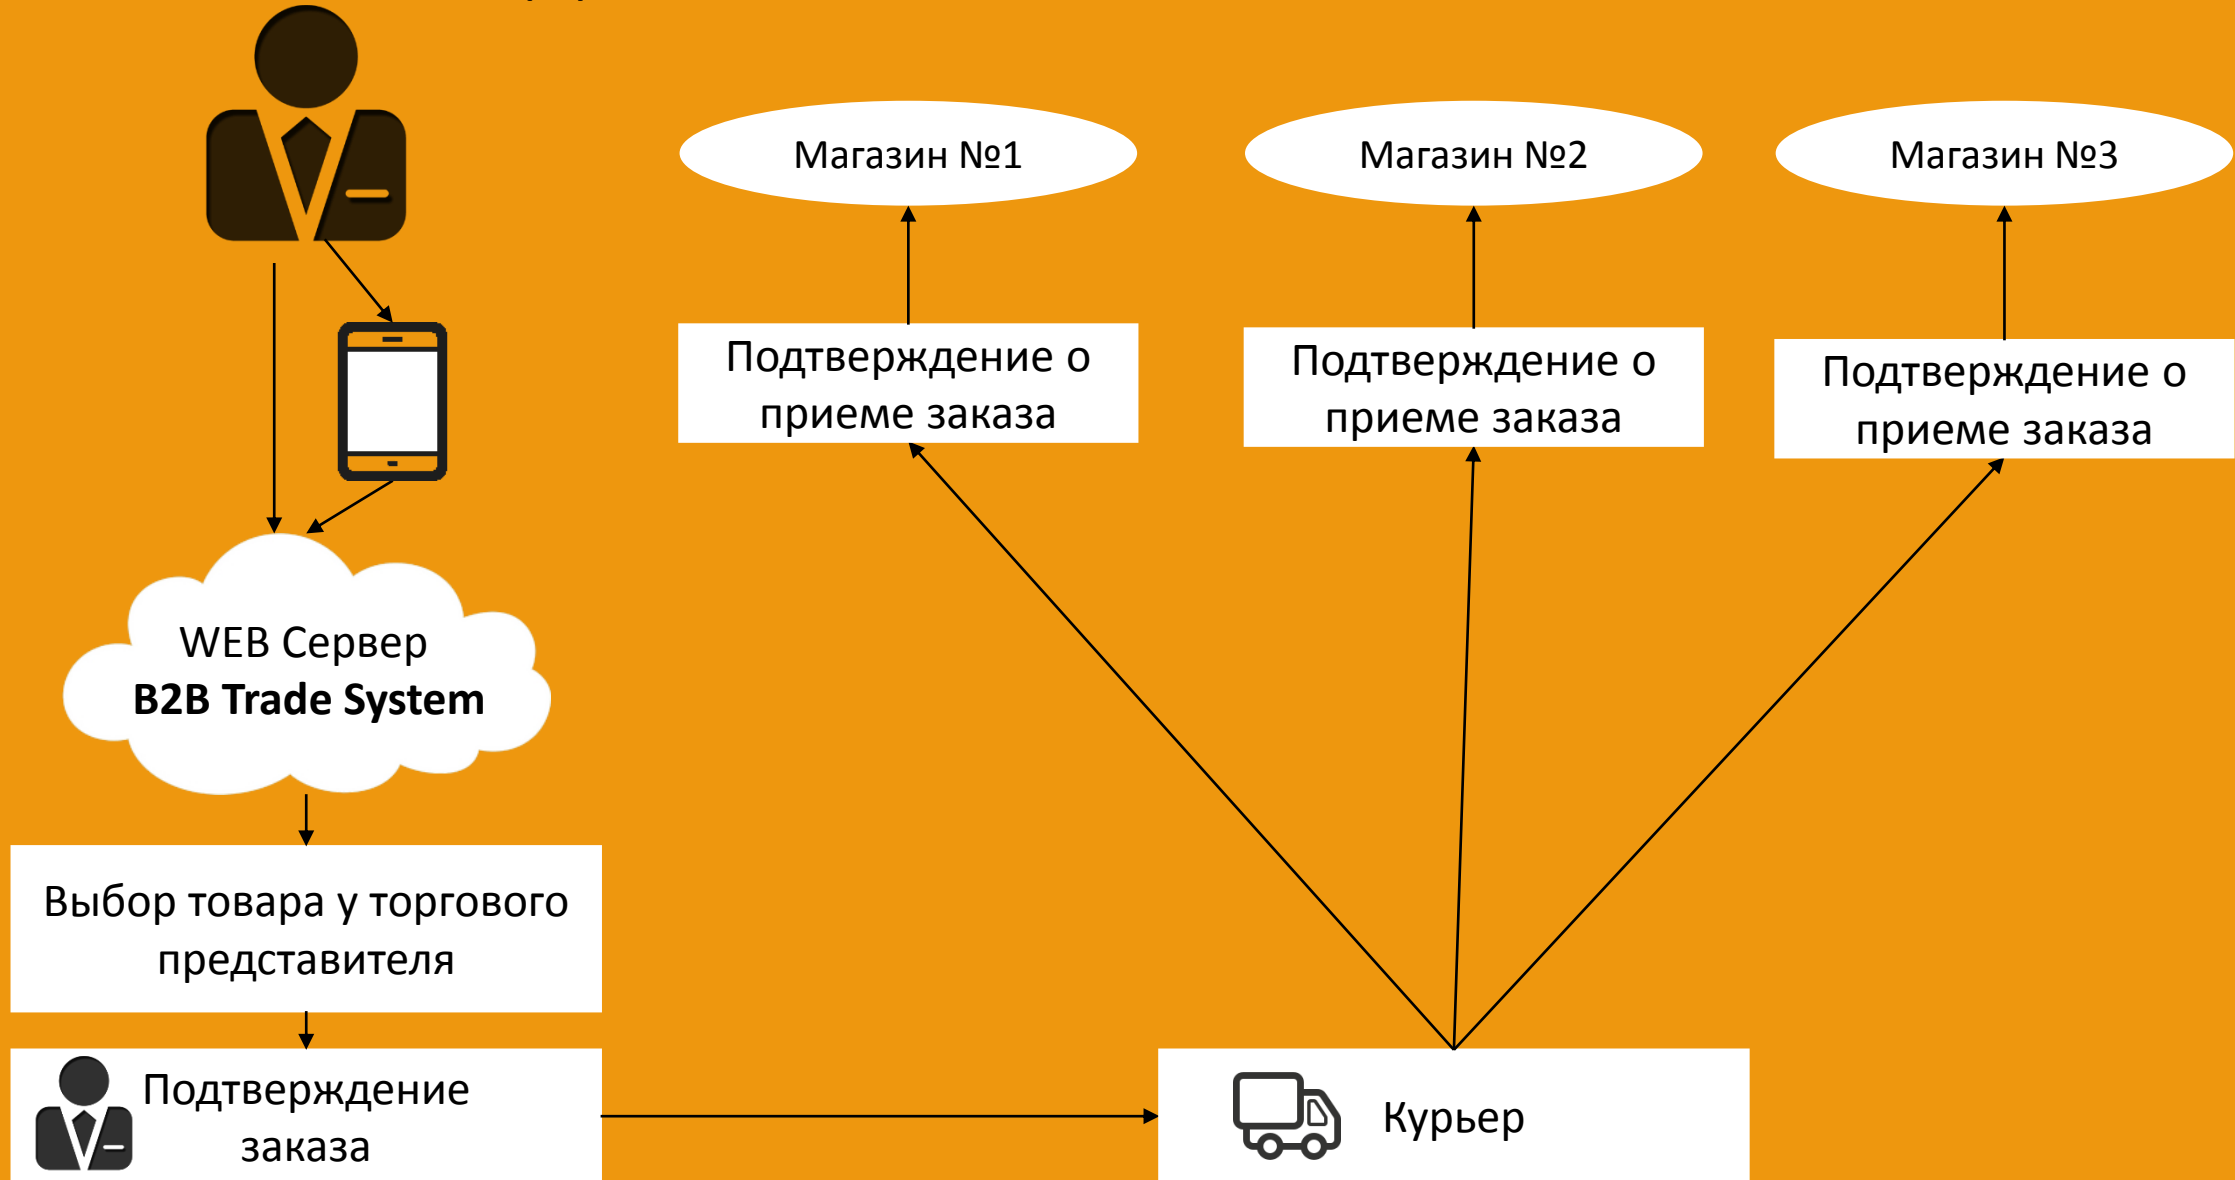 Магазин №1
Магазин №2
Магазин №3
Подтверждение о
приеме заказа
Подтверждение о
приеме заказа
Подтверждение о
приеме заказа
WEB Сервер
B2B Trade System
Выбор товара у торгового
представителя
Подтверждение
заказа
Курьер